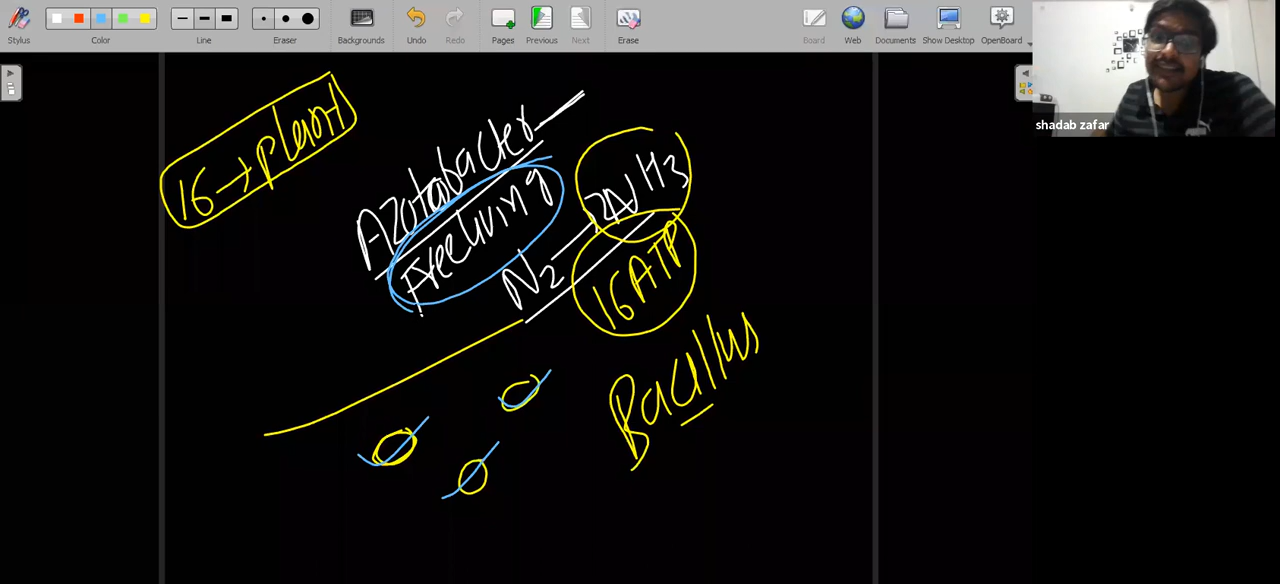 Stylus
Color
Line
Eraser
Backgrounds
Undo
Redo
Pages
Previous
Next
Erase
Board
Web
Documents
Show Desktop
OpenBoard
shadab zafar
16 → plant
Azotobacter
Freeliving
N2
2NH3
16ATP
Bacillus